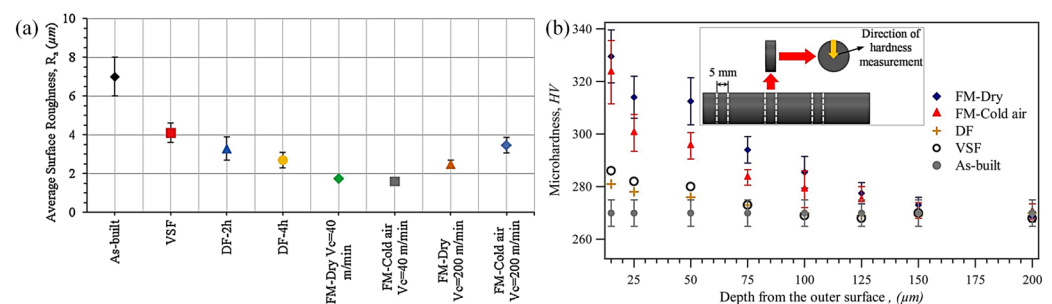 (a)
10
8
6
4
2
0
Average Surface Roughness, Ra (μm)
As-built
VSF
DF-2h
DF-4h
FM-Dry Vc=40
m/min
FM-Cold air
Vc=40 m/min
FM-Dry
Vc=200 m/min)
FM-Cold air
Vc=200 m/min)
(b)
340
320
300
280
260
Microhardness, HV
5 mm
Direction of
hardness
measurement
FM-Dry
FM-Cold air
DF
VSF
As-built
25
50
75
100
125
150
175
200
Depth from the outer surface , (μm)